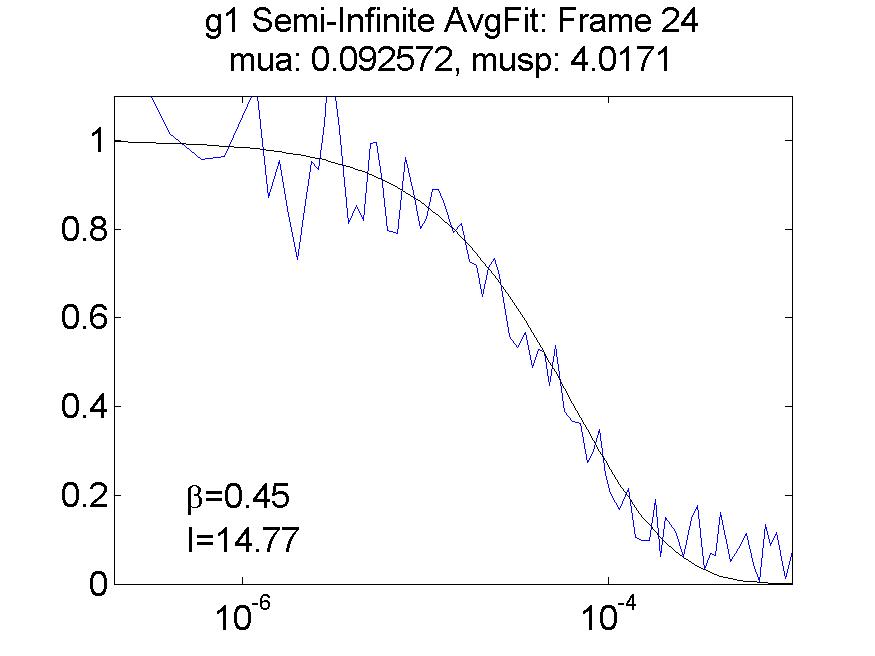 g1 Semi-Infinite AvgFit: Frame 24
mua: 0.092572, musp: 4.0171
1
0.8
0.6
0.4
0.2
0
β=0.45
I=14.77
10^-6
10^-4